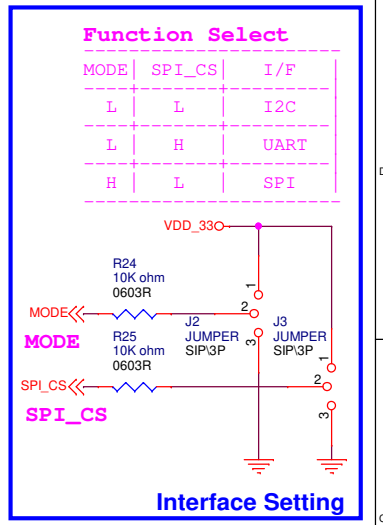 Function Select
MODE SPI_CS I/F
L L I2C
L H UART
H L SPI
VDD_33
R24
10K ohm
0603R
1
MODE
2
J2
JUMPER
SIP\3P
3
J3
JUMPER
SIP\3P
MODE
R25
10K ohm
0603R
1
SPI_CS
2
SPI_CS
3
Interface Setting
D
C